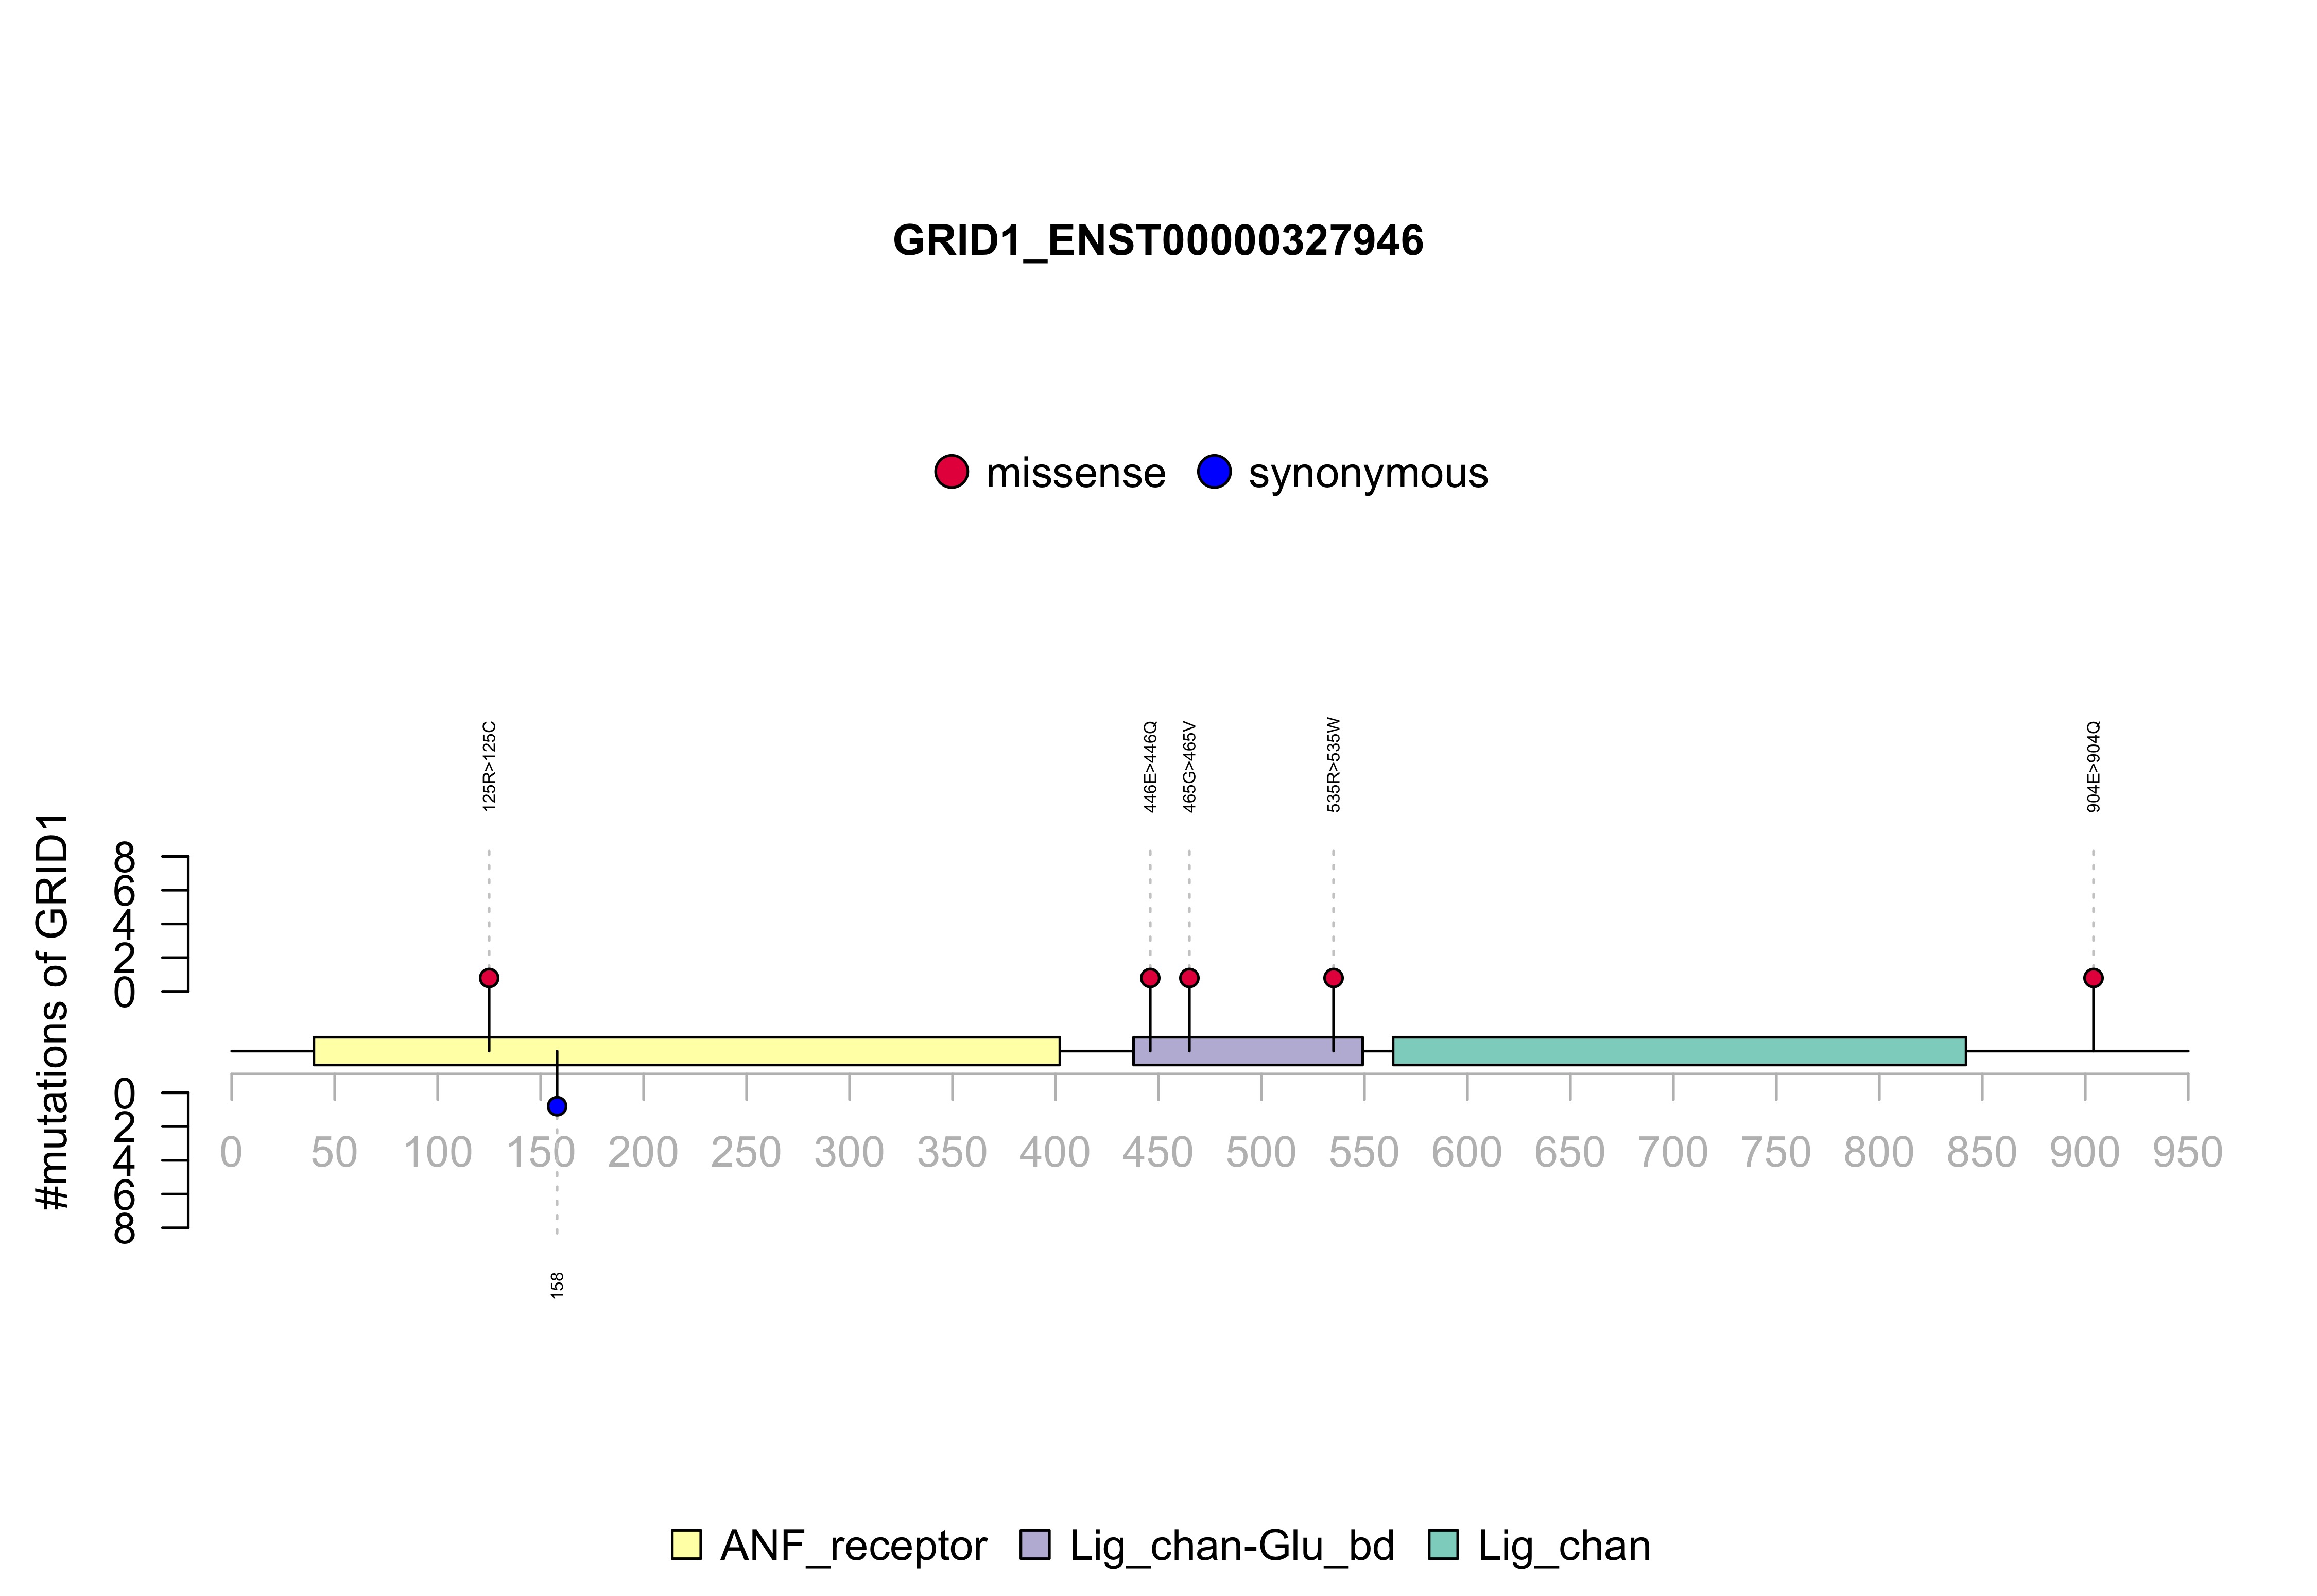 GRID1_ENST00000327946
missense synonymous
125R>125C 446E>446Q 465G>465V 535R>535W 904E>904Q
#mutations of GRID1
8
6
4
2
0
0
2
4
6
8
0 50 100 150 200 250 300 350 400 450 500 550 600 650 700 750 800 850 900 950
158
ANF_receptor Lig_chan-Glu_bd Lig_chan